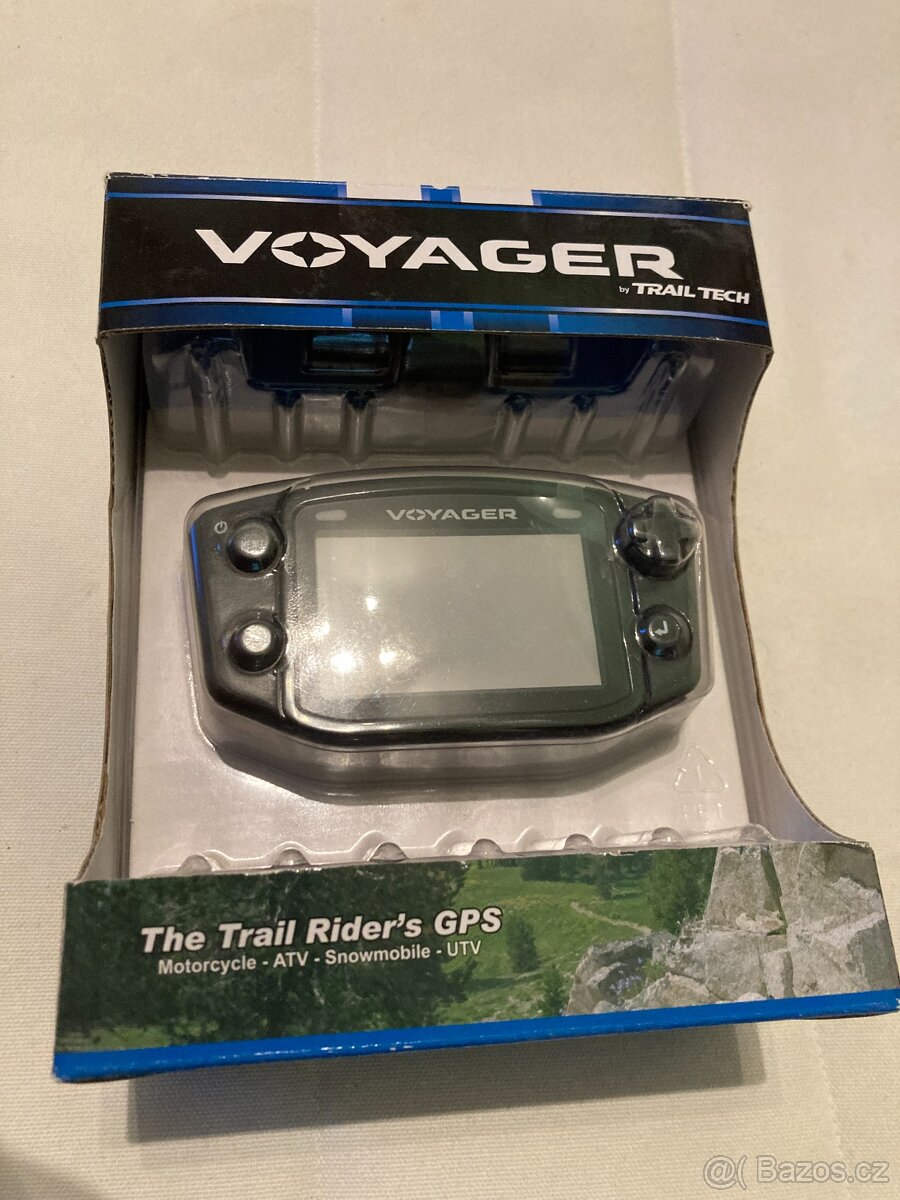 VOYAGER
by TRAIL TECH
VOYAGER
MENU
The Trail Rider's GPS
Motorcycle - ATV - Snowmobile - UTV
@( Bazos.cz